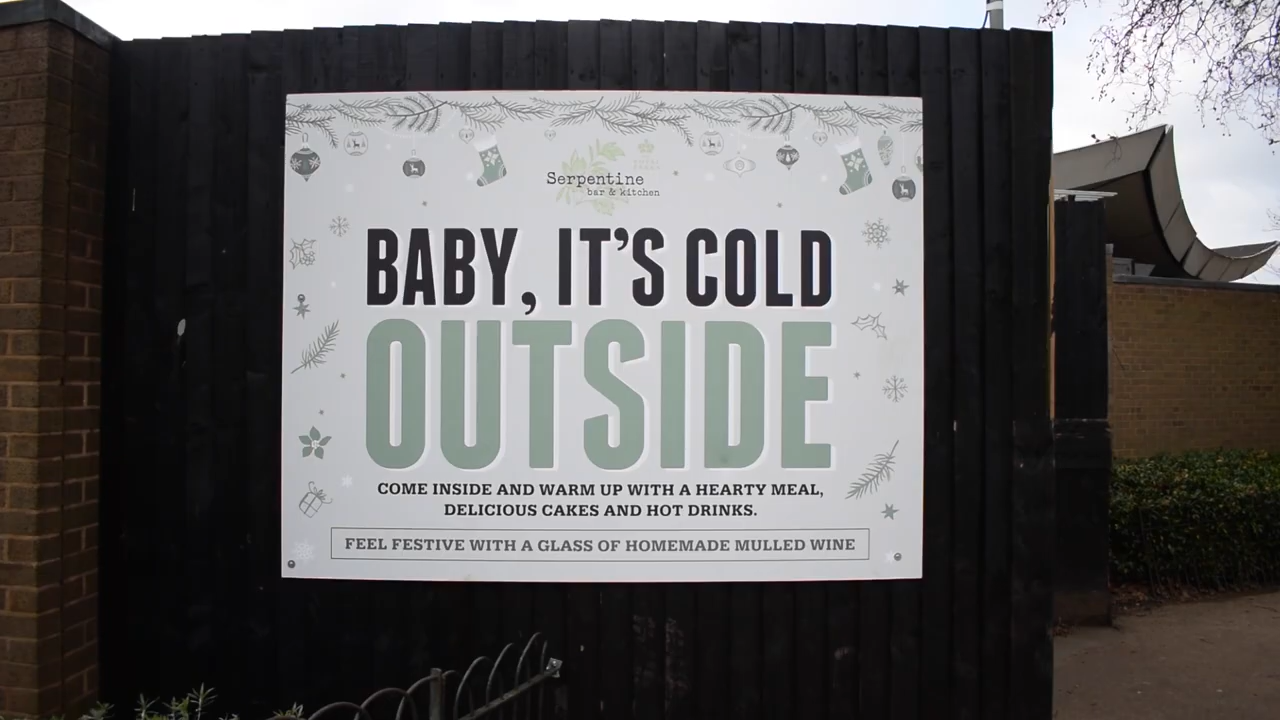 Serpentine
bar & kitchen
BABY, IT'S COLD
OUTSIDE
COME INSIDE AND WARM UP WITH A HEARTY MEAL,
DELICIOUS CAKES AND HOT DRINKS.
FEEL FESTIVE WITH A GLASS OF HOMEMADE MULLED WINE